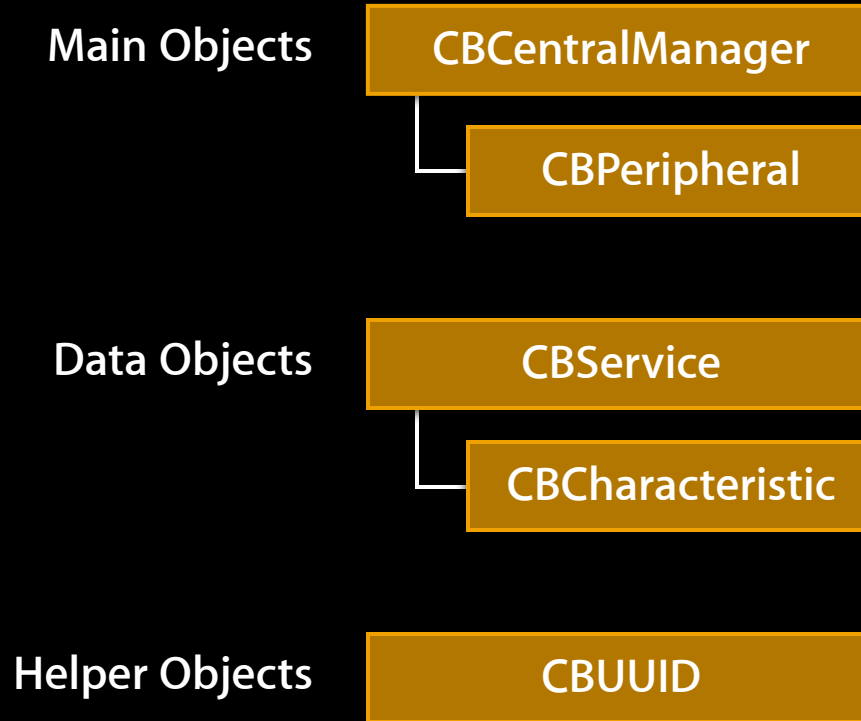 Main Objects
CBCentralManager
CBPeripheral
Data Objects
CBService
CBCharacteristic
Helper Objects
CBUUID